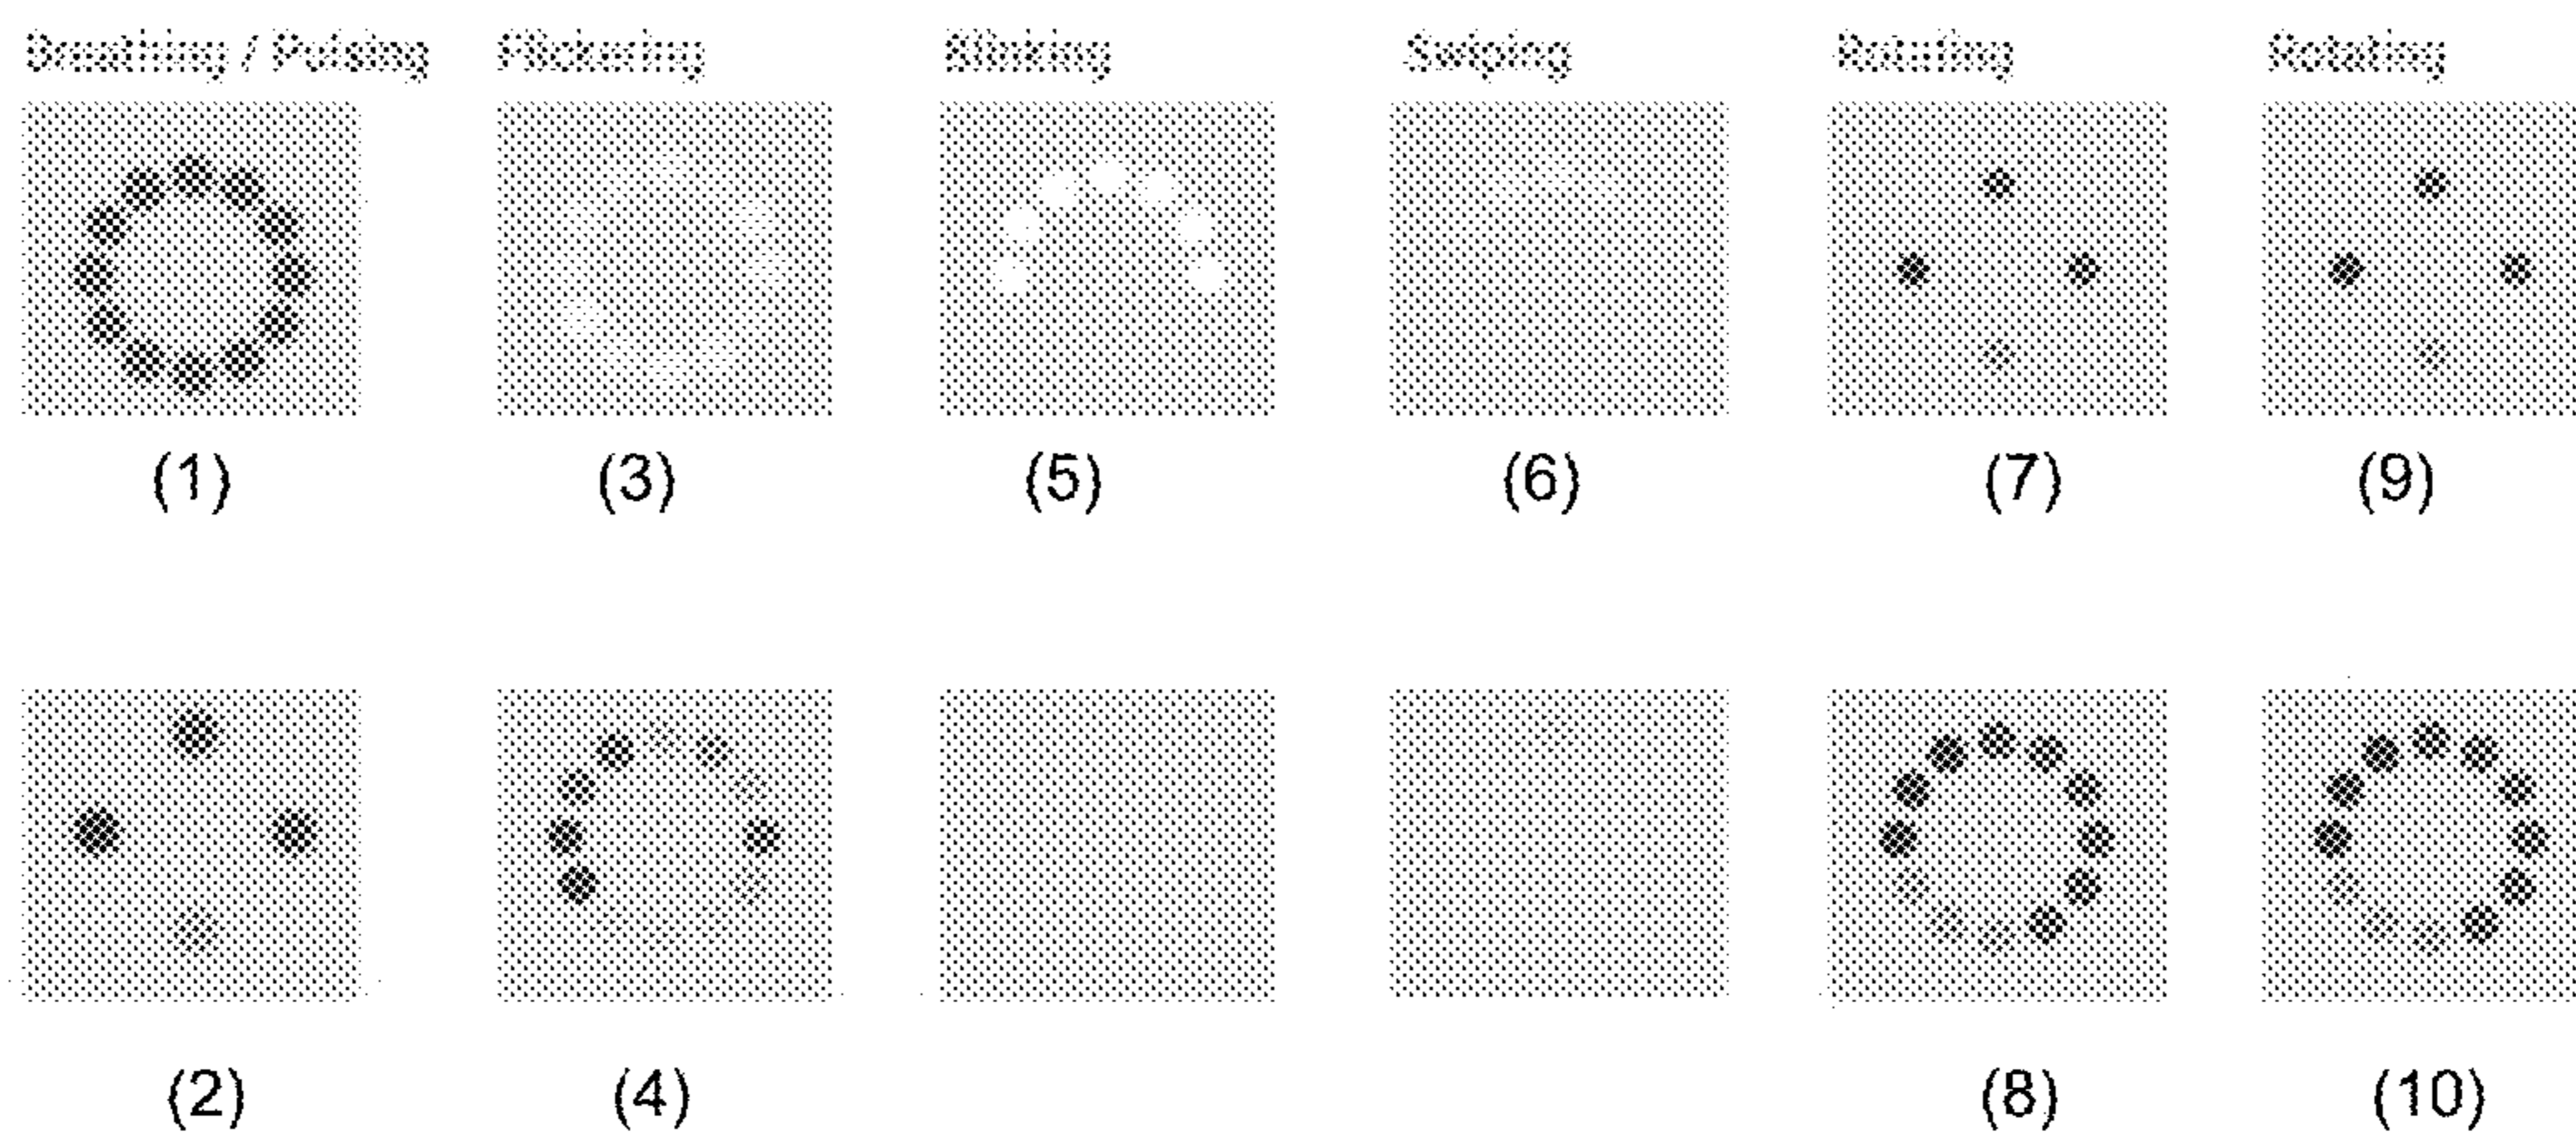 Breathing / Pulsing Flickering Blinking Swiping Rotating Rotating
(1) (3) (5) (6) (7) (9)
(2) (4) (8) (10)